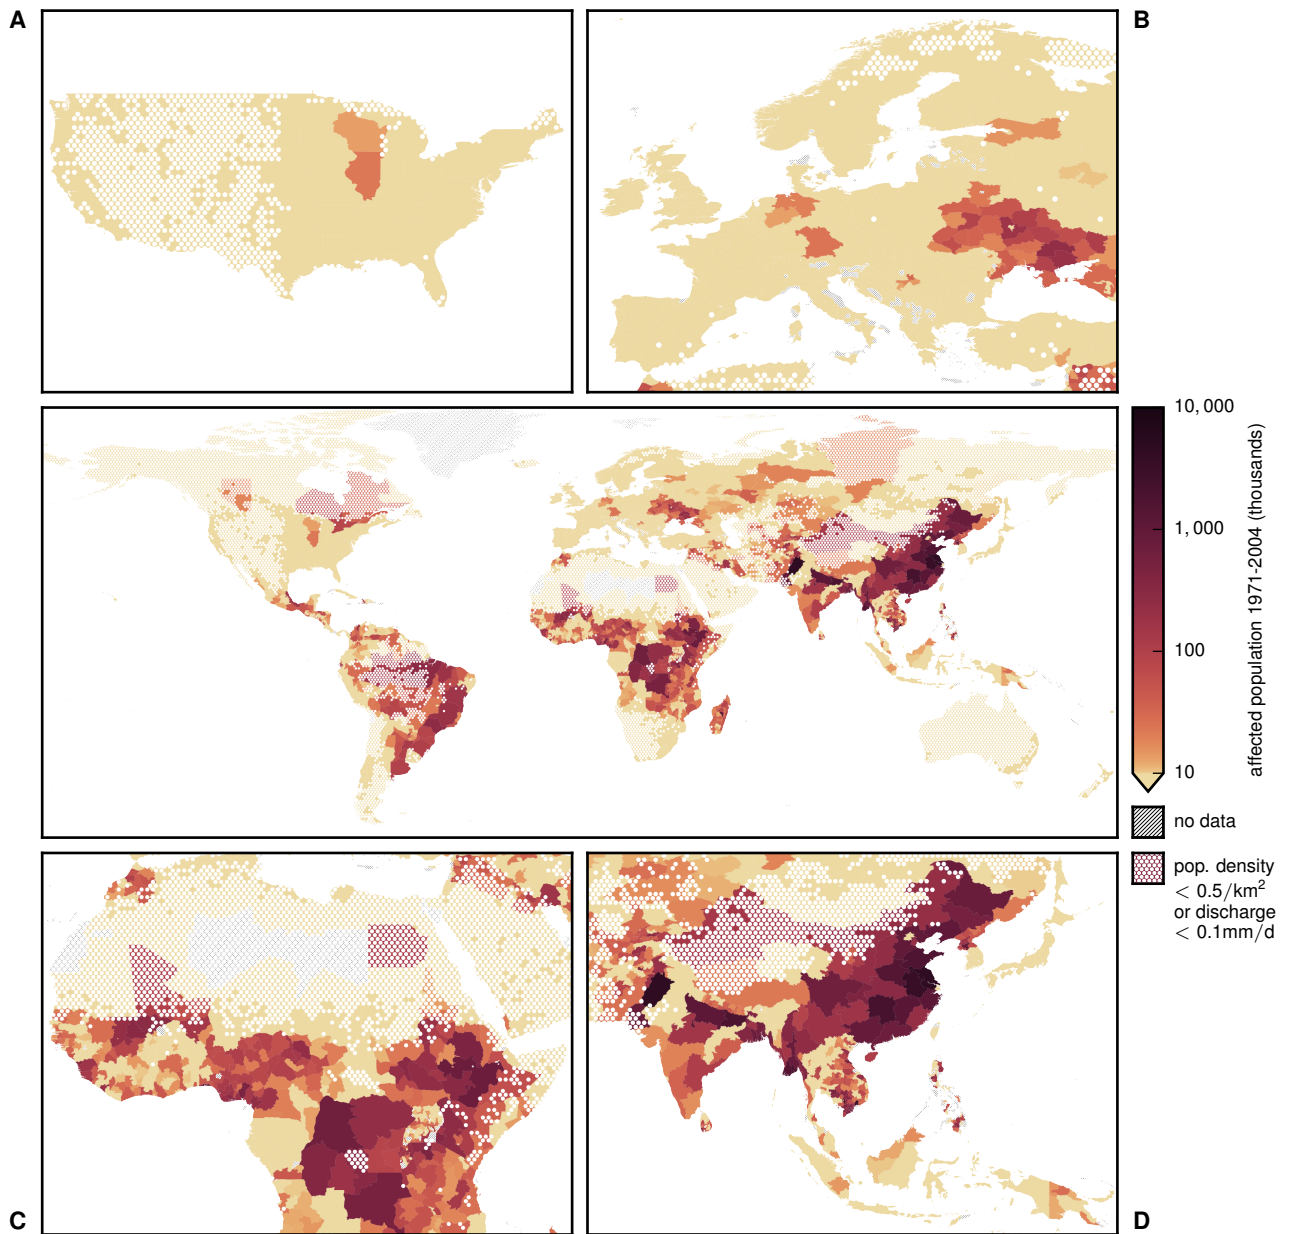 A
B
10,000
1,000
100
10
affected population 1971-2004 (thousands)
no data
pop. density
< 0.5/km²
or discharge
< 0.1mm/d
C
D